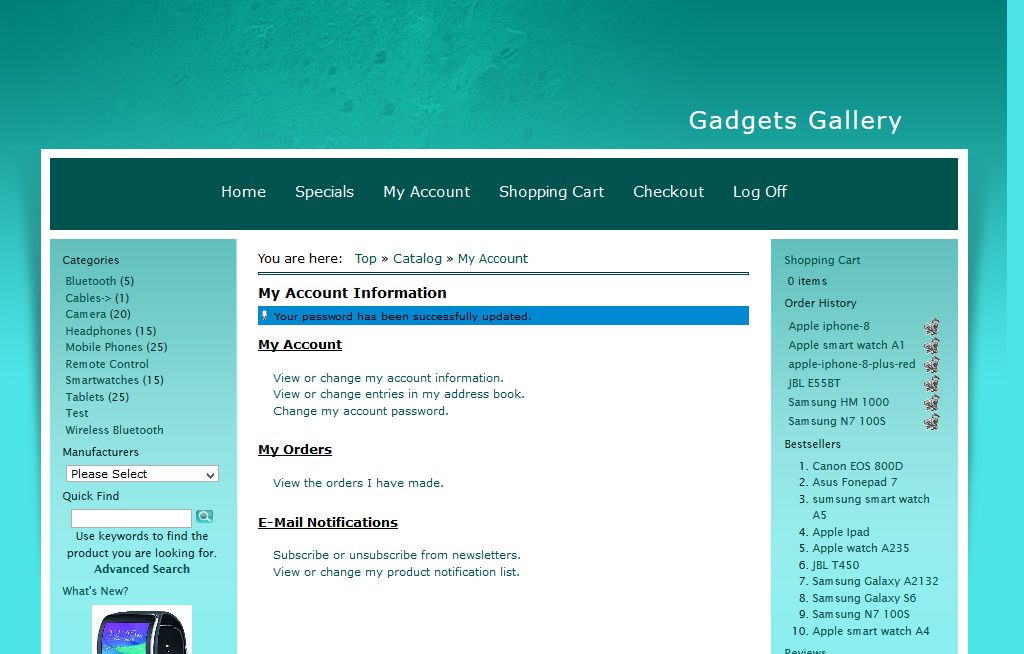 Gadgets Gallery
Home Specials My Account Shopping Cart Checkout Log Off
Categories
Bluetooth (5)
Cables-> (1)
Camera (20)
Headphones (15)
Mobile Phones (25)
Remote Control
Smartwatches (15)
Tablets (25)
Test
Wireless Bluetooth
Manufacturers
Please Select
Quick Find
Use keywords to find the
product you are looking for.
Advanced Search
What's New?
You are here: Top » Catalog » My Account
My Account Information
Your password has been successfully updated.
My Account
View or change my account information.
View or change entries in my address book.
Change my account password.
My Orders
View the orders I have made.
E-Mail Notifications
Subscribe or unsubscribe from newsletters.
View or change my product notification list.
Shopping Cart
0 items
Order History
Apple iphone-8
Apple smart watch A1
apple-iphone-8-plus-red
JBL E55BT
Samsung HM 1000
Samsung N7 100S
Bestsellers
1. Canon EOS 800D
2. Asus Fonepad 7
3. sumsung smart watch
A5
4. Apple Ipad
5. Apple watch A235
6. JBL T450
7. Samsung Galaxy A2132
8. Samsung Galaxy S6
9. Samsung N7 100S
10. Apple smart watch A4
Reviews